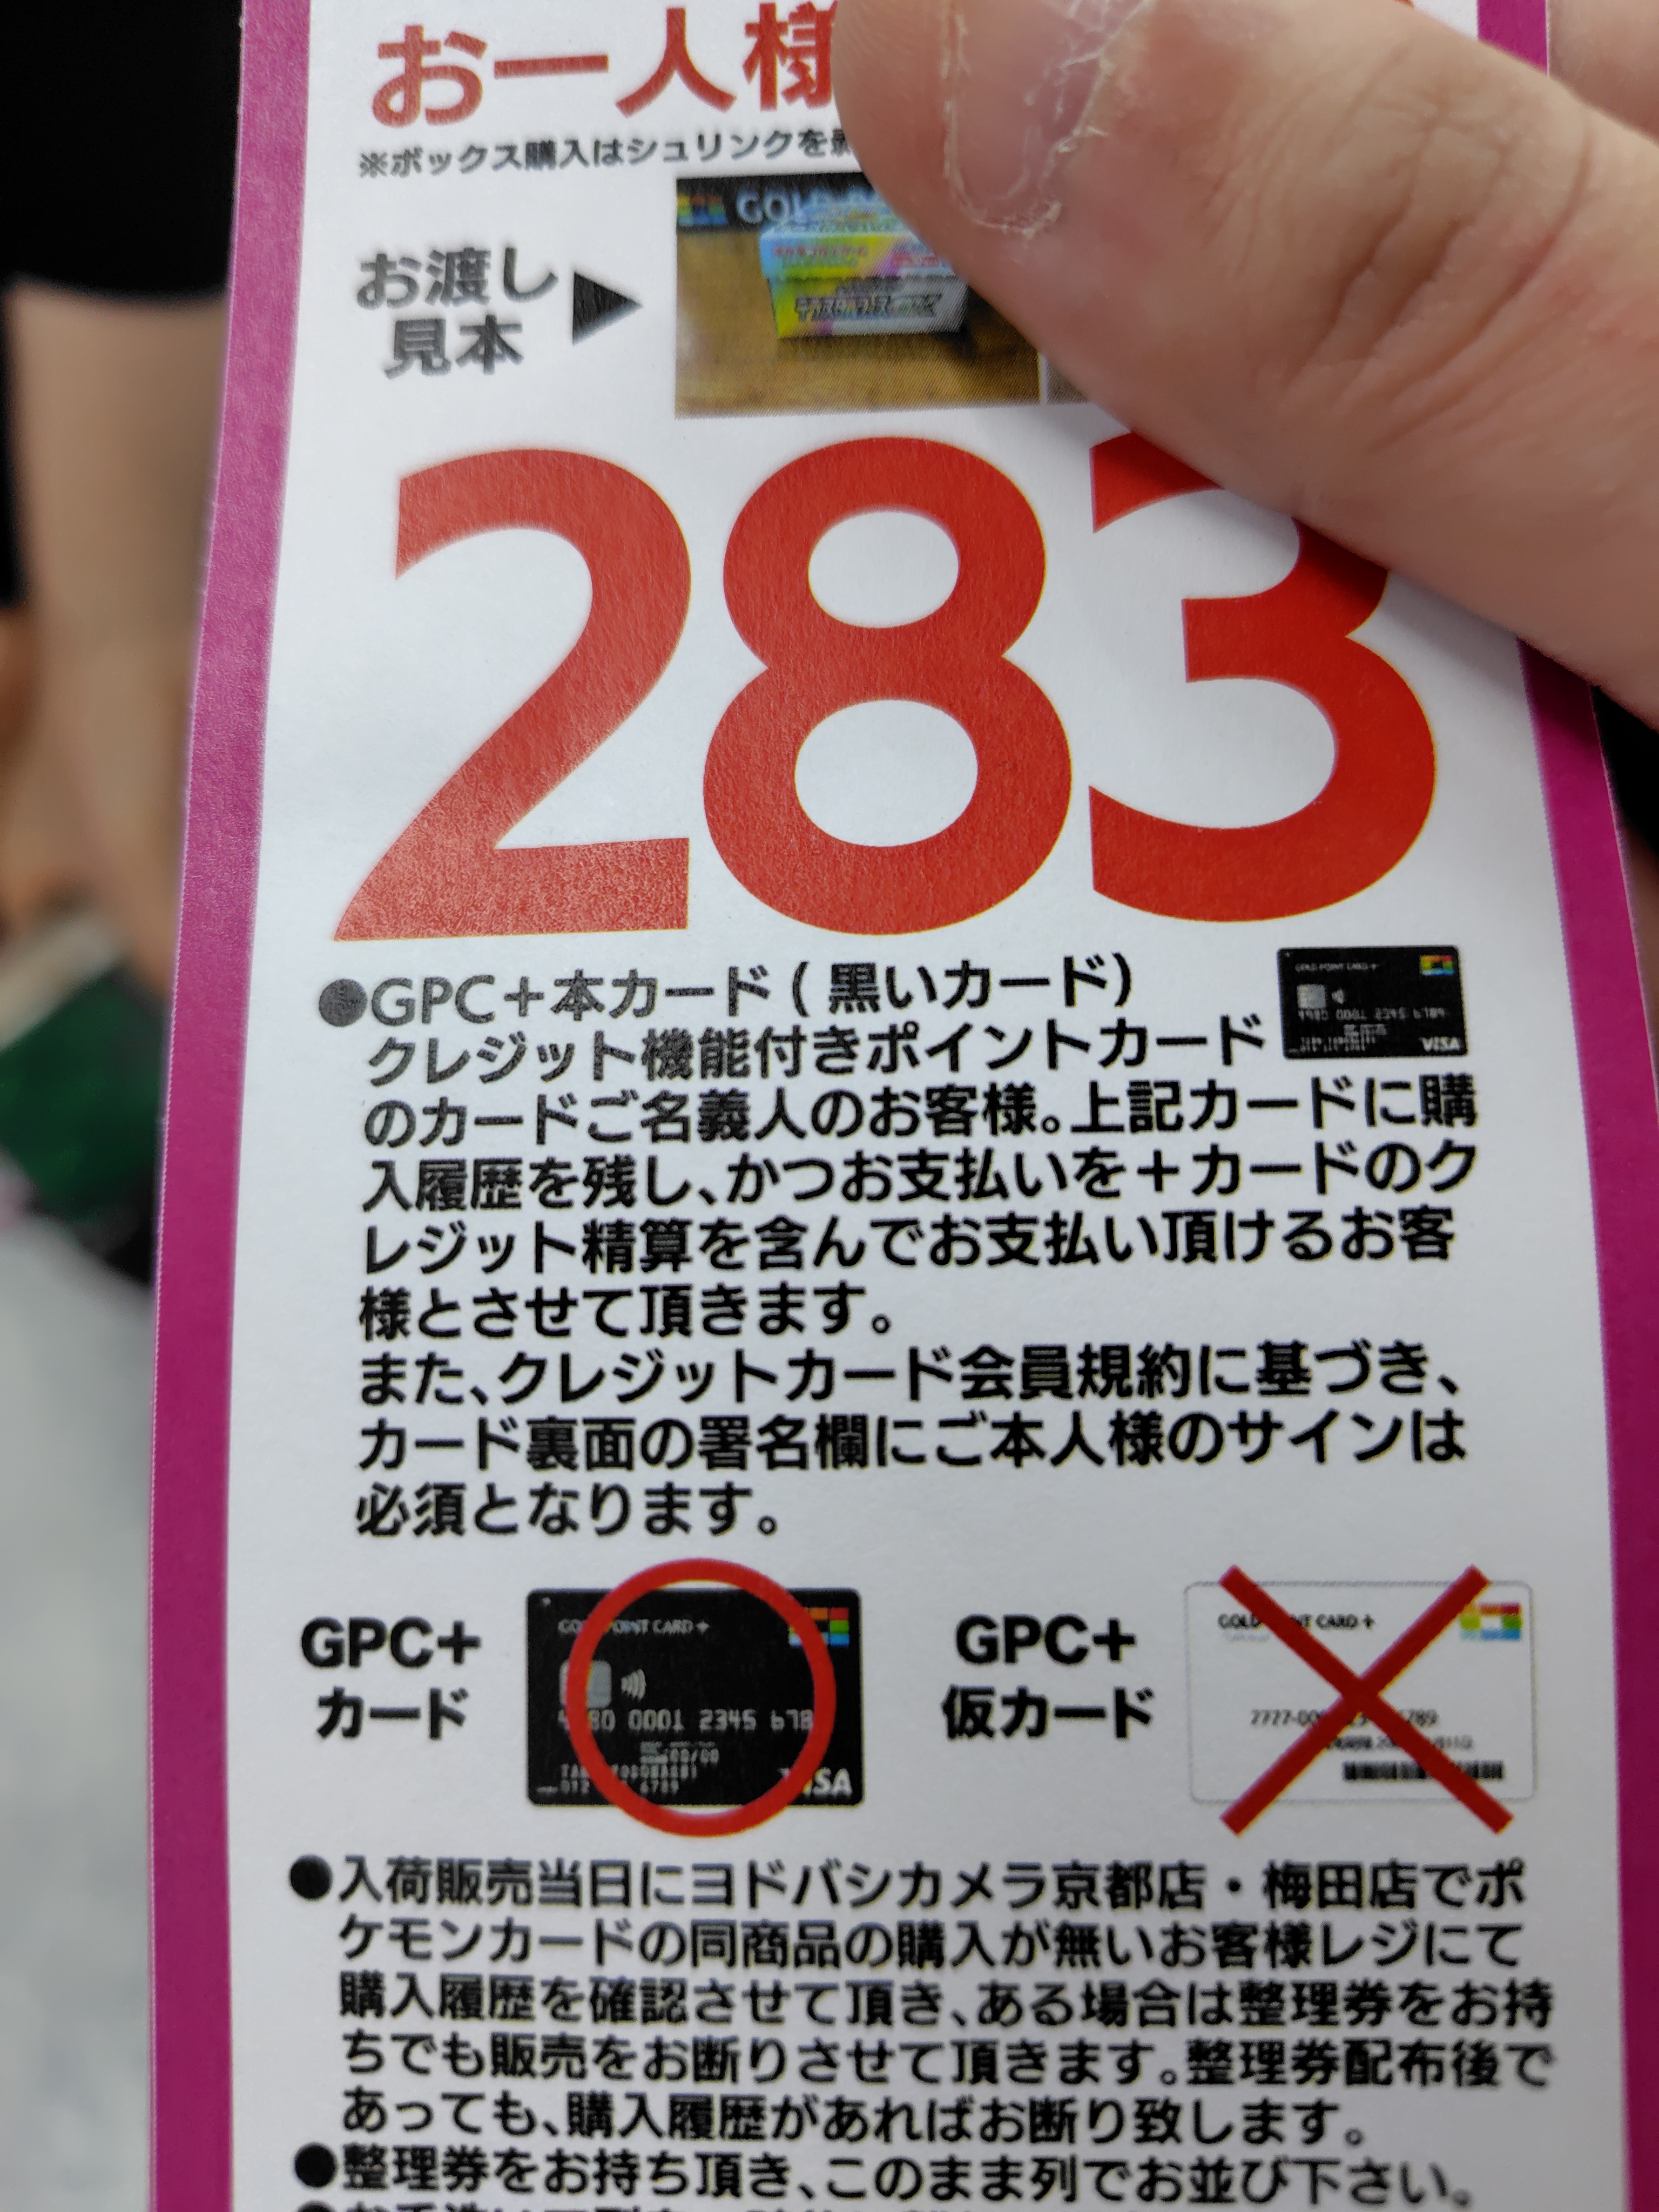 お一人様
※ボックス購入はシュリンクを剥
お渡し
見本
283
●GPC＋本カード（黒いカード）
クレジット機能付きポイントカード
のカードご名義人のお客様。上記カードに購
入履歴を残し、かつお支払いを＋カードのク
レジット精算を含んでお支払い頂けるお客
様とさせて頂きます。
また、クレジットカード会員規約に基づき、
カード裏面の署名欄にご本人様のサインは
必須となります。
GPC＋
カード
POINT CARD +
0001 2345 678
00/00
VISA
GPC＋
仮カード
GOLD CARD +
●入荷販売当日にヨドバシカメラ京都店・梅田店でポ
ケモンカードの同商品の購入が無いお客様レジにて
購入履歴を確認させて頂き、ある場合は整理券をお持
ちでも販売をお断りさせて頂きます。整理券配布後で
あっても、購入履歴があればお断り致します。
●整理券をお持ち頂き、このまま列でお並び下さい。